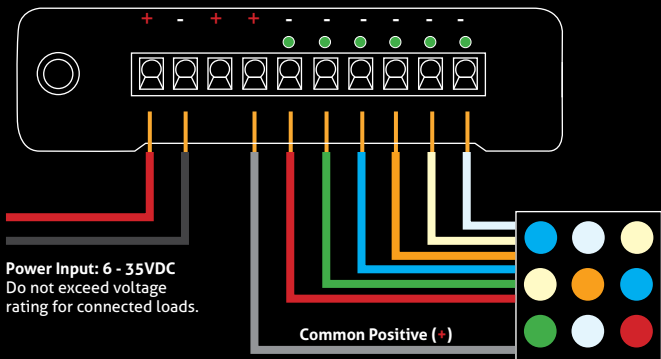 + - + + - - - - - -
Power Input: 6 - 35VDC
Do not exceed voltage
rating for connected loads.
Common Positive (+)